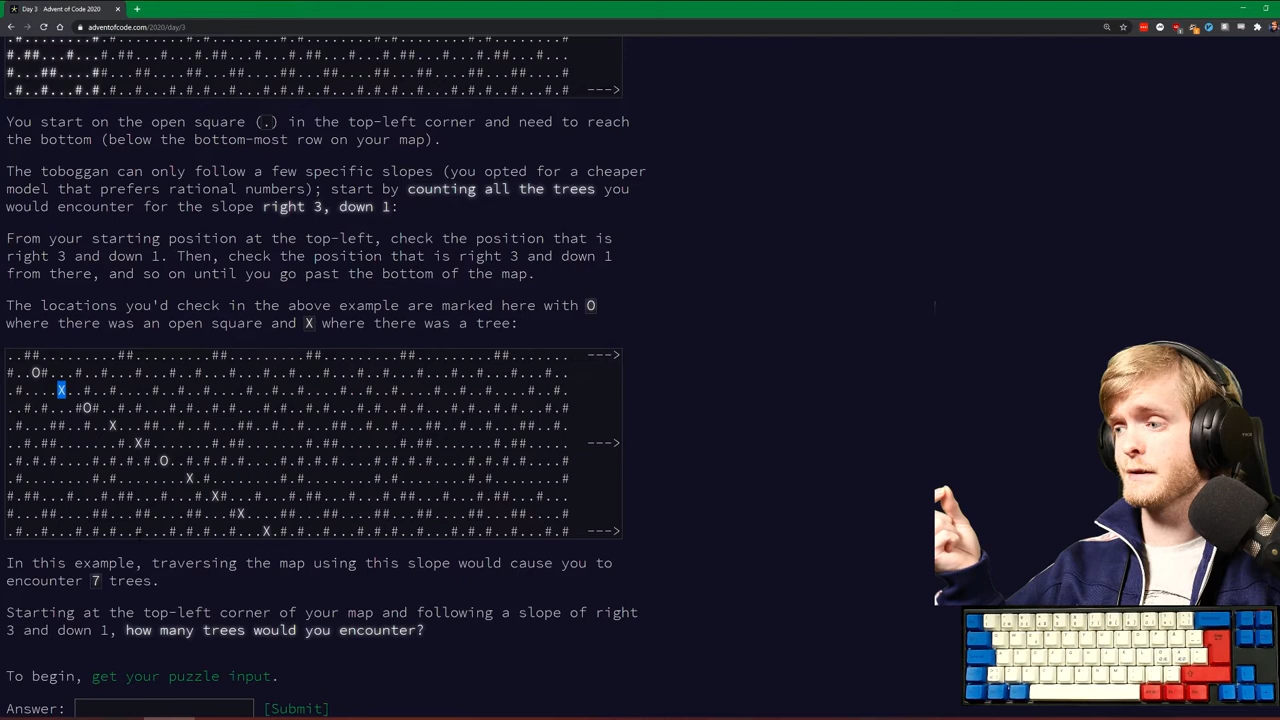 Day 3 - Advent of Code 2020
adventofcode.com/2020/day/3
.#........#.#........#.#........#.#........#.#........#.#........#
#.##...#...#.##...#...#.##...#...#.##...#...#.##...#...#.##...#...
#...##....##...##....##...##....##...##....##...##....##...##....#
.#..#...#.#.#..#...#.#.#..#...#.#.#..#...#.#.#..#...#.#.#..#...#.#  --->
You start on the open square (.) in the top-left corner and need to reach
the bottom (below the bottom-most row on your map).
The toboggan can only follow a few specific slopes (you opted for a cheaper
model that prefers rational numbers); start by counting all the trees you
would encounter for the slope right 3, down 1:
From your starting position at the top-left, check the position that is
right 3 and down 1. Then, check the position that is right 3 and down 1
from there, and so on until you go past the bottom of the map.
The locations you'd check in the above example are marked here with O
where there was an open square and X where there was a tree:
..##.........##.........##.........##.........##.........##.......  --->
#..O#...#..#...#...#..#...#...#..#...#...#..#...#...#..#...#...#..
.#....X..#..#....#..#..#....#..#..#....#..#..#....#..#..#....#..#.
..#.#...#O#..#.#...#.#..#.#...#.#..#.#...#.#..#.#...#.#..#.#...#.#
.#...##..#..X...##..#..#...##..#..#...##..#..#...##..#..#...##..#.
..#.##.......#.X#.......#.##.......#.##.......#.##.......#.##.....  --->
.#.#.#....#.#.#.#.O..#.#.#.#....#.#.#.#....#.#.#.#....#.#.#.#....#
.#........#.#........X.#........#.#........#.#........#.#........#
#.##...#...#.##...#...#.X#...#...#.##...#...#.##...#...#.##...#...
#...##....##...##....##...#X....##...##....##...##....##...##....#
.#..#...#.#.#..#...#.#.#..#...X.#.#..#...#.#.#..#...#.#.#..#...#.#  --->
In this example, traversing the map using this slope would cause you to
encounter 7 trees.
Starting at the top-left corner of your map and following a slope of right
3 and down 1, how many trees would you encounter?
To begin, get your puzzle input.
Answer: [Submit]